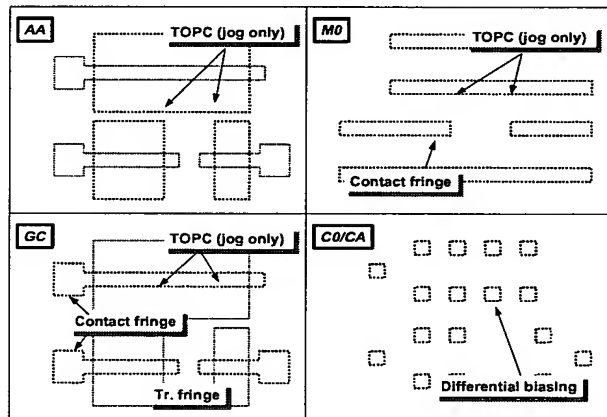 AA
TOPC (jog only)
M0
TOPC (jog only)
Contact fringe
GC
TOPC (jog only)
Contact fringe
Tr. fringe
C0/CA
Differential biasing